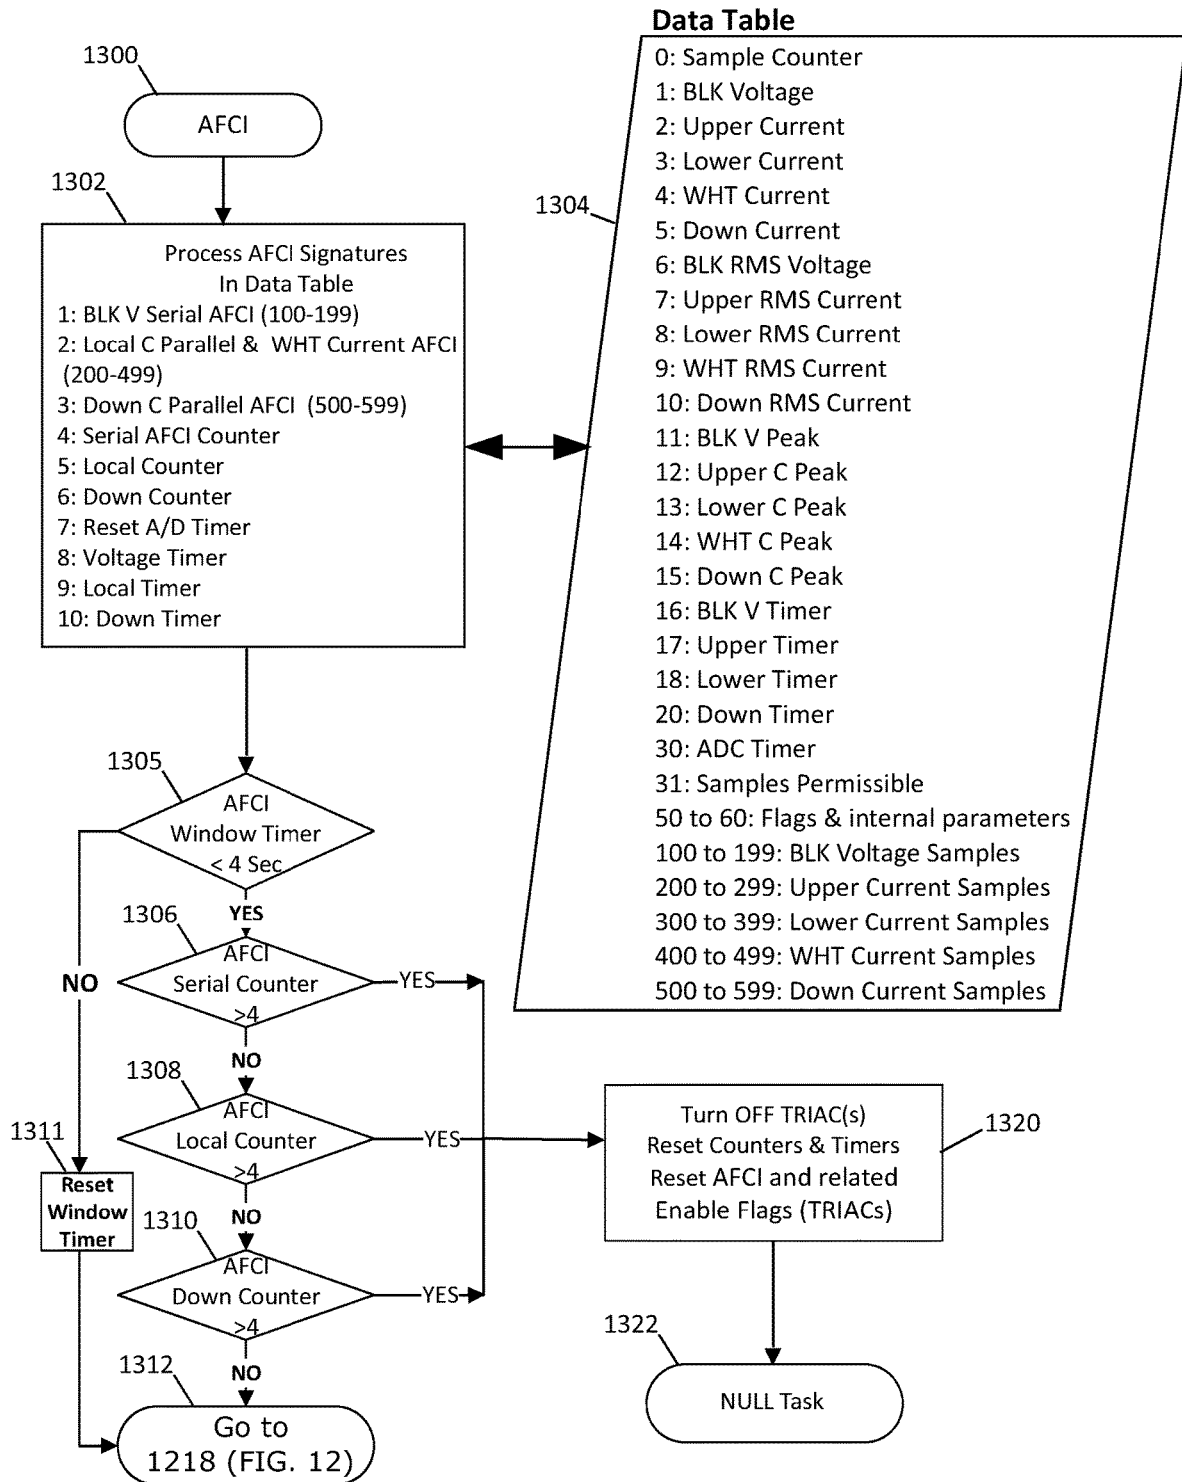 Data Table
1300
AFCI
1302
Process AFCI Signatures
In Data Table
1: BLK V Serial AFCI (100-199)
2: Local C Parallel & WHT Current AFCI
(200-499)
3: Down C Parallel AFCI (500-599)
4: Serial AFCI Counter
5: Local Counter
6: Down Counter
7: Reset A/D Timer
8: Voltage Timer
9: Local Timer
10: Down Timer
1304
0: Sample Counter
1: BLK Voltage
2: Upper Current
3: Lower Current
4: WHT Current
5: Down Current
6: BLK RMS Voltage
7: Upper RMS Current
8: Lower RMS Current
9: WHT RMS Current
10: Down RMS Current
11: BLK V Peak
12: Upper C Peak
13: Lower C Peak
14: WHT C Peak
15: Down C Peak
16: BLK V Timer
17: Upper Timer
18: Lower Timer
20: Down Timer
30: ADC Timer
31: Samples Permissible
50 to 60: Flags & internal parameters
100 to 199: BLK Voltage Samples
200 to 299: Upper Current Samples
300 to 399: Lower Current Samples
400 to 499: WHT Current Samples
500 to 599: Down Current Samples
1305
AFCI
Window Timer
< 4 Sec
YES
NO
1306
AFCI
Serial Counter
>4
YES
NO
1308
AFCI
Local Counter
>4
YES
NO
1311
Reset
Window
Timer
1310
AFCI
Down Counter
>4
YES
NO
1312
Go to
1218 (FIG. 12)
Turn OFF TRIAC(s)
Reset Counters & Timers
Reset AFCI and related
Enable Flags (TRIACs)
1320
1322
NULL Task